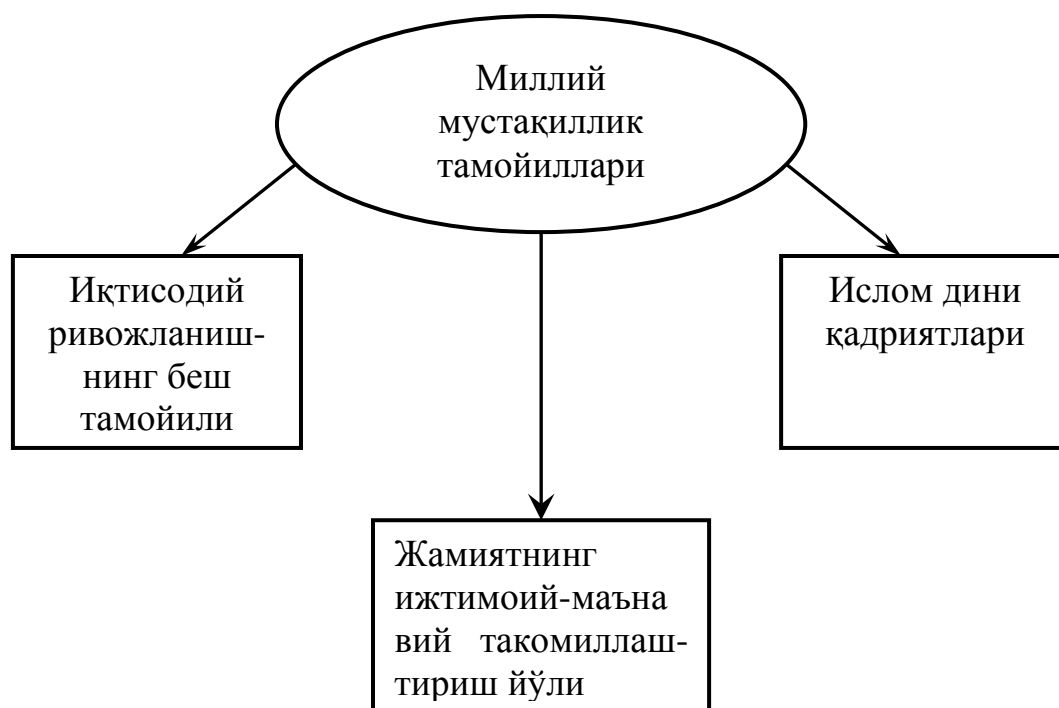 Миллий
мустақиллик
тамойиллари
Иқтисодий
ривожланиш-
нинг беш
тамойили
Ислом дини
қадриятлари
Жамиятнинг
ижтимоий-маъна
вий такомиллаш-
тириш йўли